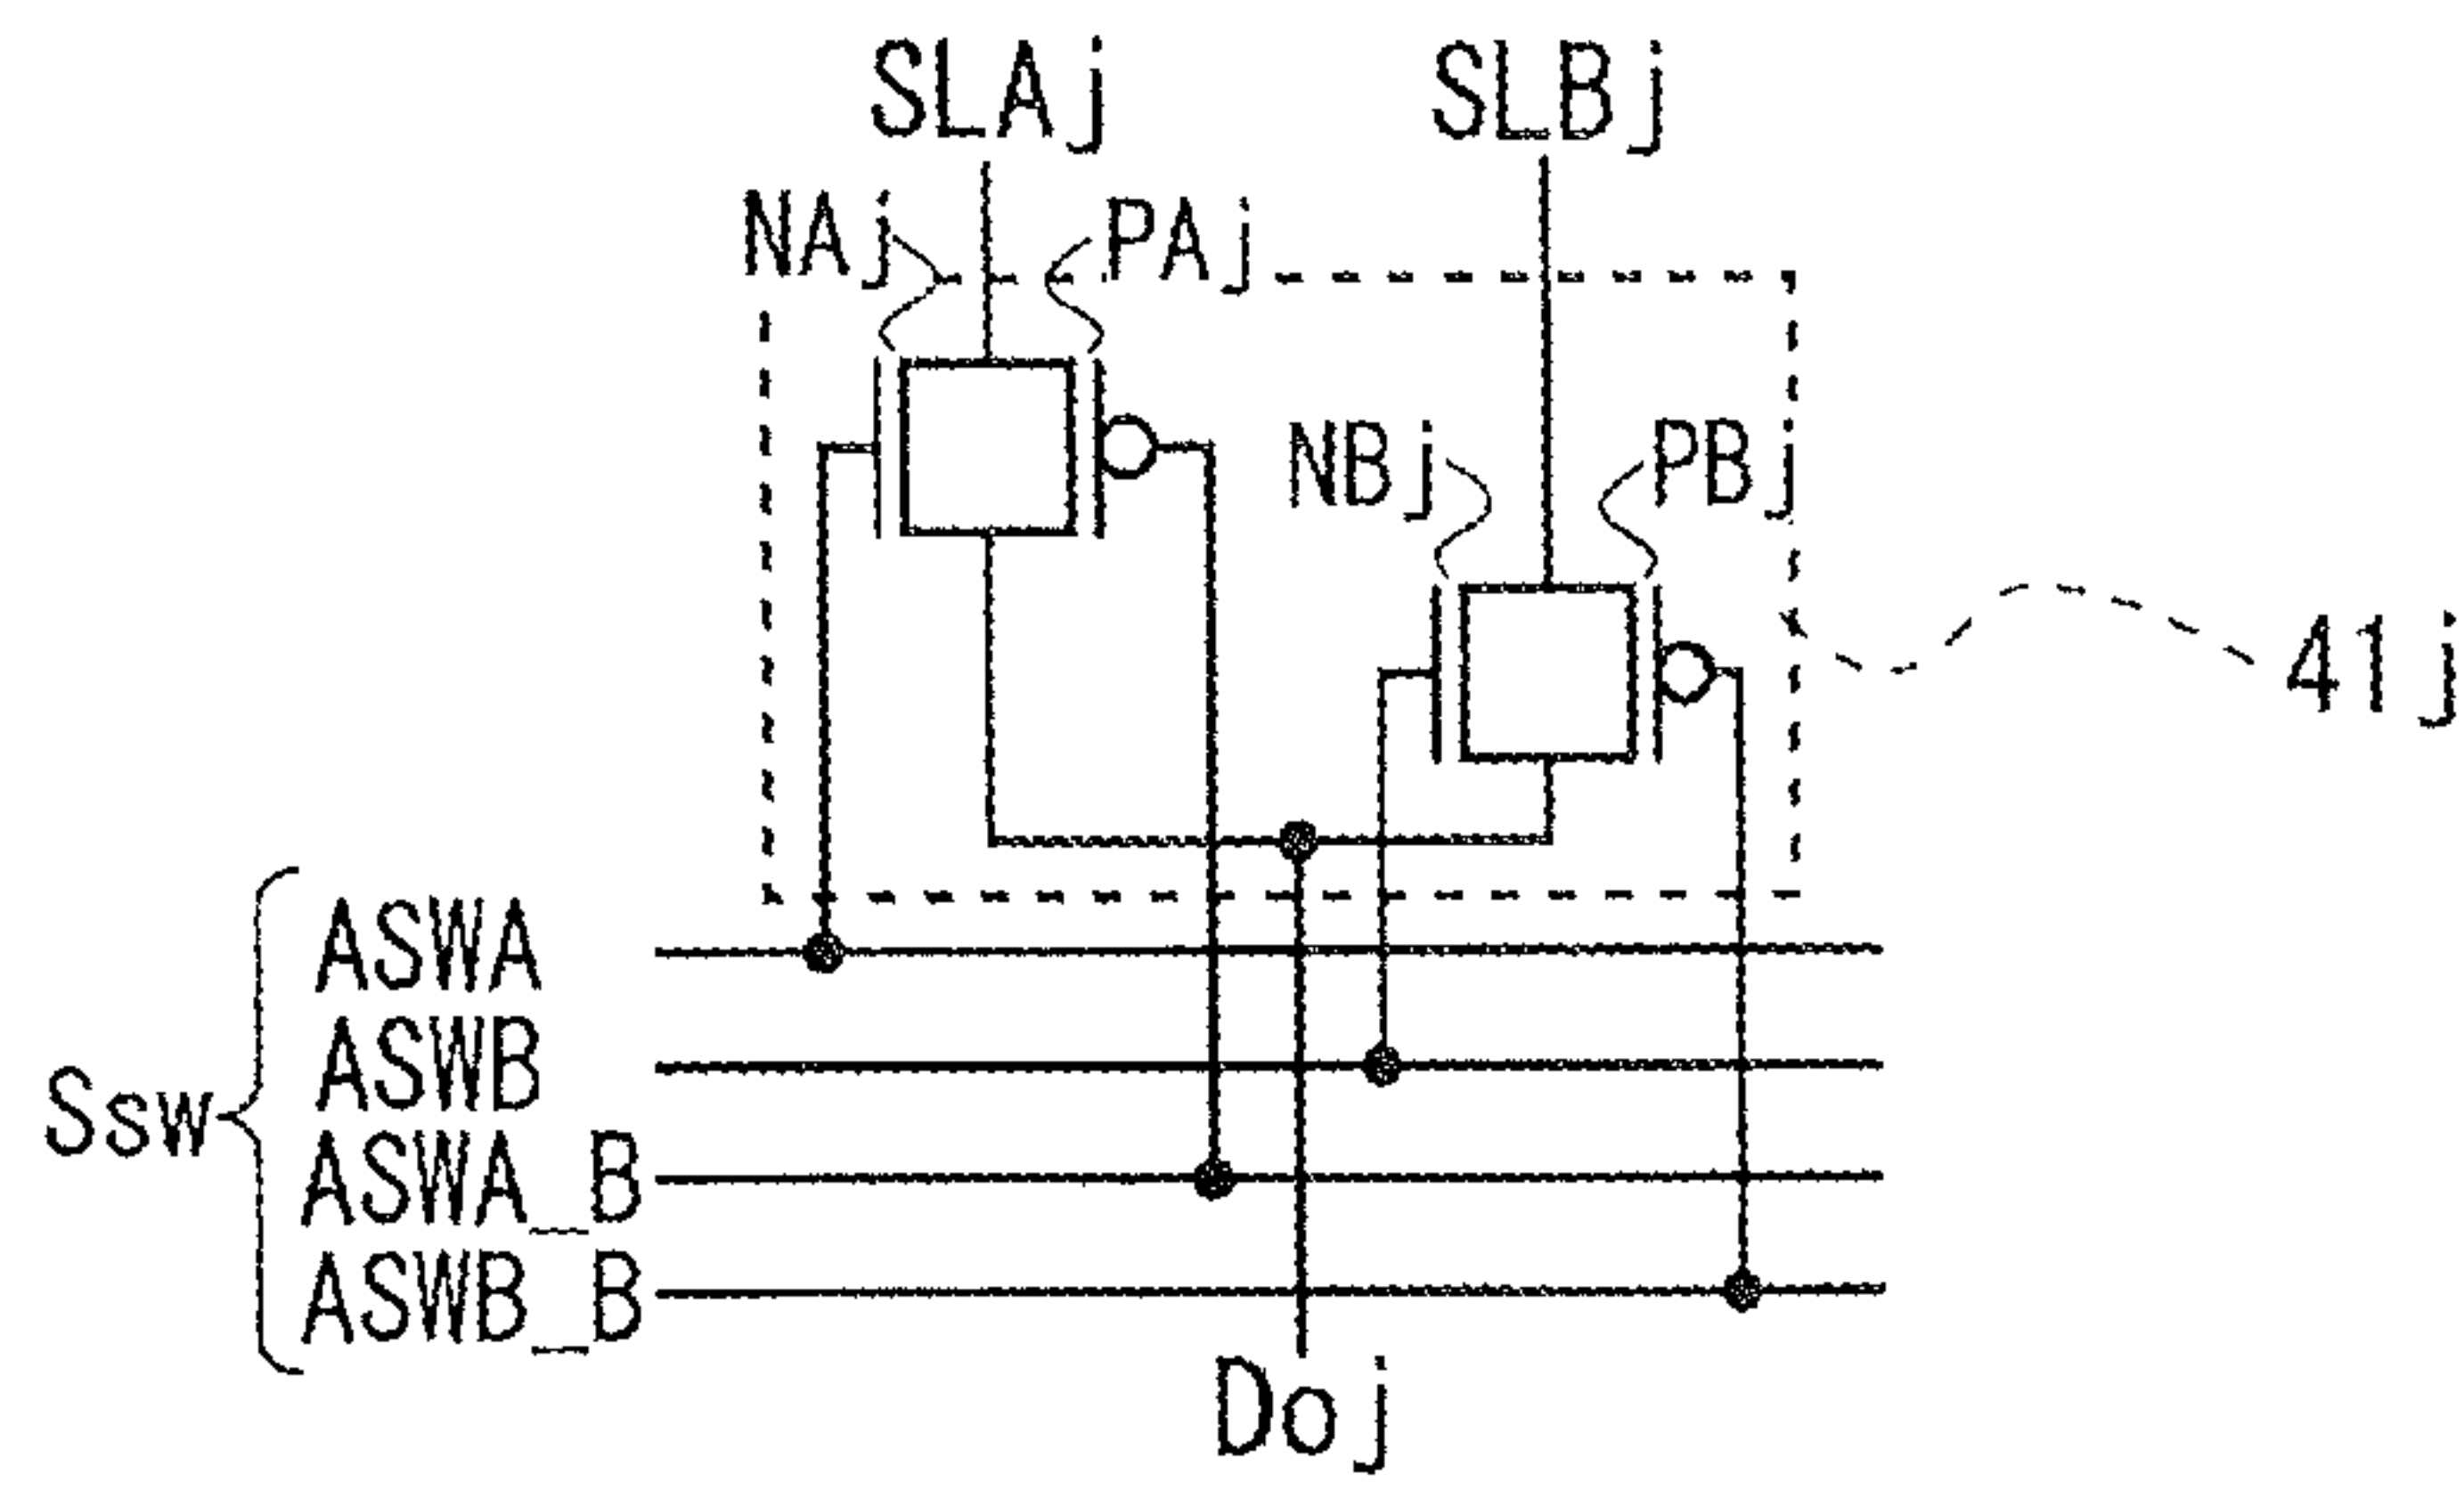 SLAj SLBj
NAj PAj
NBj PBj
41j
ASWA
ASWB
Ssw
ASWA_B
ASWB_B
Doj